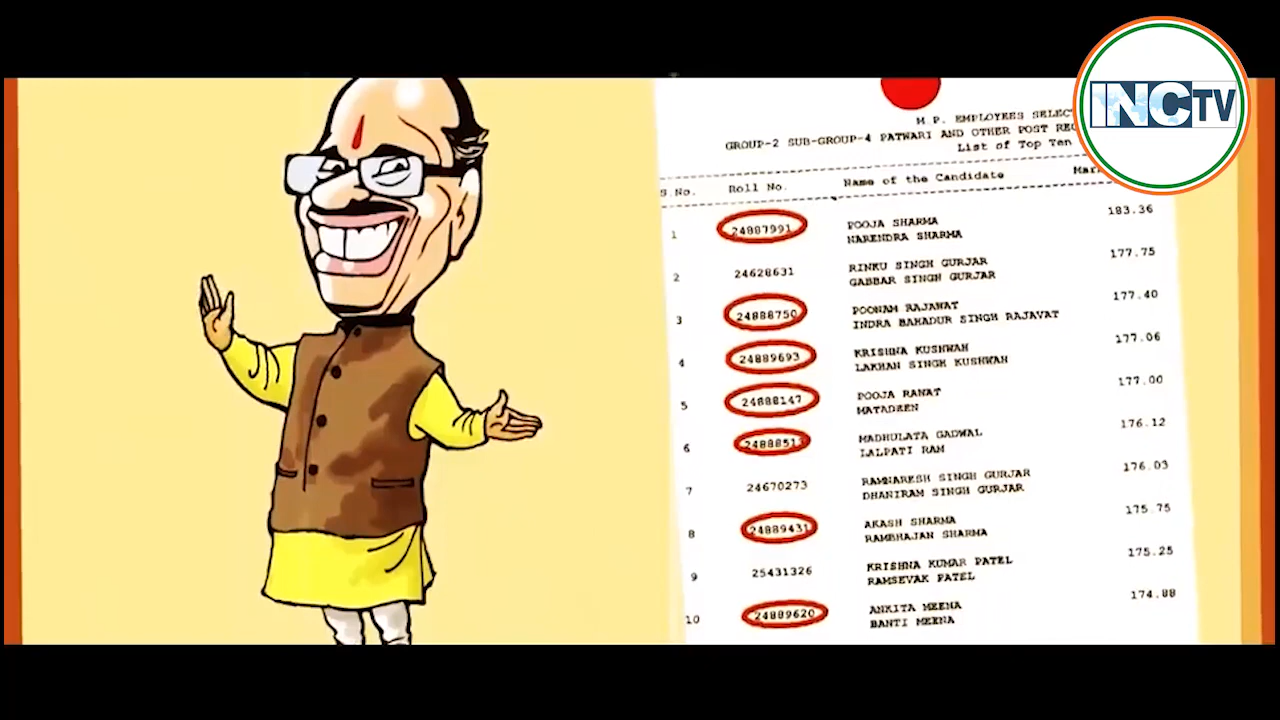 INCTV
M.P. EMPLOYEES SELECT
GROUP-2 SUB-GROUP-4 PATWARI AND OTHER POST REC
List of Top Ten
S.No. Roll No. Name of the Candidate Mar
1 24887991 POOJA SHARMA 183.36
NARENDRA SHARMA
2 24628631 RINKU SINGH GURJAR 177.75
GABBAR SINGH GURJAR
3 24888750 POONAM RAJAWAT 177.40
INDRA BAHADUR SINGH RAJAVAT
4 24889693 KRISHNA KUSHWAH 177.06
LAKHAN SINGH KUSHWAH
5 24888147 POOJA RAWAT 177.00
MATADEEN
6 MADHULATA GADWAL 176.12
LALPATI RAM
7 24670273 RAMNARESH SINGH GURJAR 176.03
DHANIRAM SINGH GURJAR
8 24889431 AKASH SHARMA 175.75
RAMBHAJAN SHARMA
9 25431326 KRISHNA KUMAR PATEL 175.25
RAMSEVAK PATEL
10 24889620 ANKITA MEENA 174.88
BANTI MEENA